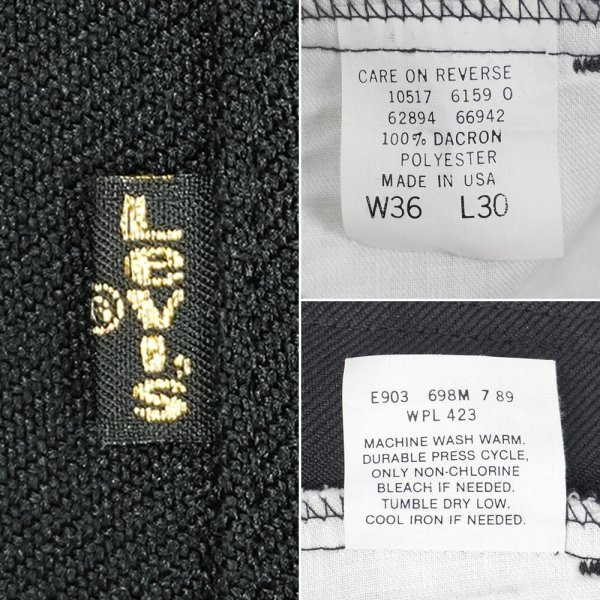 LEVI'S
®
CARE ON REVERSE
10517 6159 0
62894 66942
100% DACRON
POLYESTER
MADE IN USA
W36 L30
E903 698M 7 89
WPL 423
MACHINE WASH WARM.
DURABLE PRESS CYCLE,
ONLY NON-CHLORINE
BLEACH IF NEEDED.
TUMBLE DRY LOW.
COOL IRON IF NEEDED.